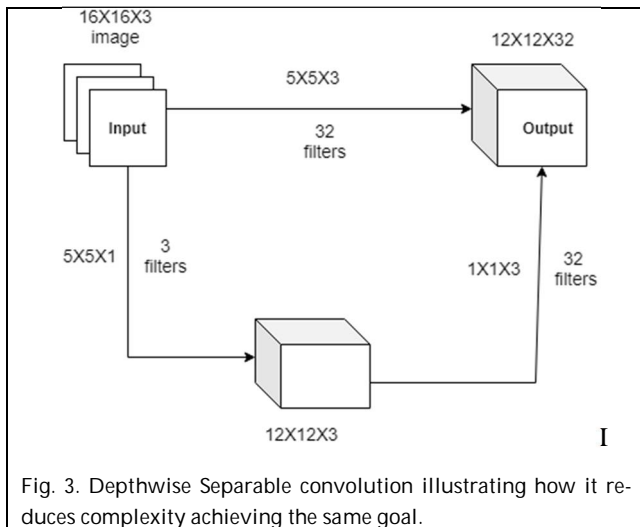 16X16X3
image
12X12X32
5X5X3
Input
Output
32
filters
5X5X1
3
filters
1X1X3
32
filters
12X12X3
I
Fig. 3. Depthwise Separable convolution illustrating how it re-
duces complexity achieving the same goal.